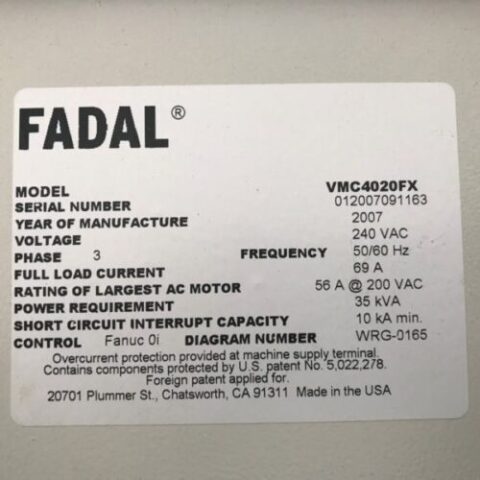 FADAL®
MODEL VMC4020FX
SERIAL NUMBER 012007091163
YEAR OF MANUFACTURE 2007
VOLTAGE 240 VAC
PHASE 3 FREQUENCY 50/60 Hz
FULL LOAD CURRENT 69 A
RATING OF LARGEST AC MOTOR 56 A @ 200 VAC
POWER REQUIREMENT 35 kVA
SHORT CIRCUIT INTERRUPT CAPACITY 10 kA min.
CONTROL Fanuc 0i DIAGRAM NUMBER WRG-0165
Overcurrent protection provided at machine supply terminal.
Contains components protected by U.S. patent No. 5,022,278.
Foreign patent applied for.
20701 Plummer St., Chatsworth, CA 91311 Made in the USA